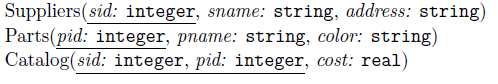 Suppliers(sid: integer, sname: string, address: string)
Parts(pid: integer, pname: string, color: string)
Catalog(sid: integer, pid: integer, cost: real)